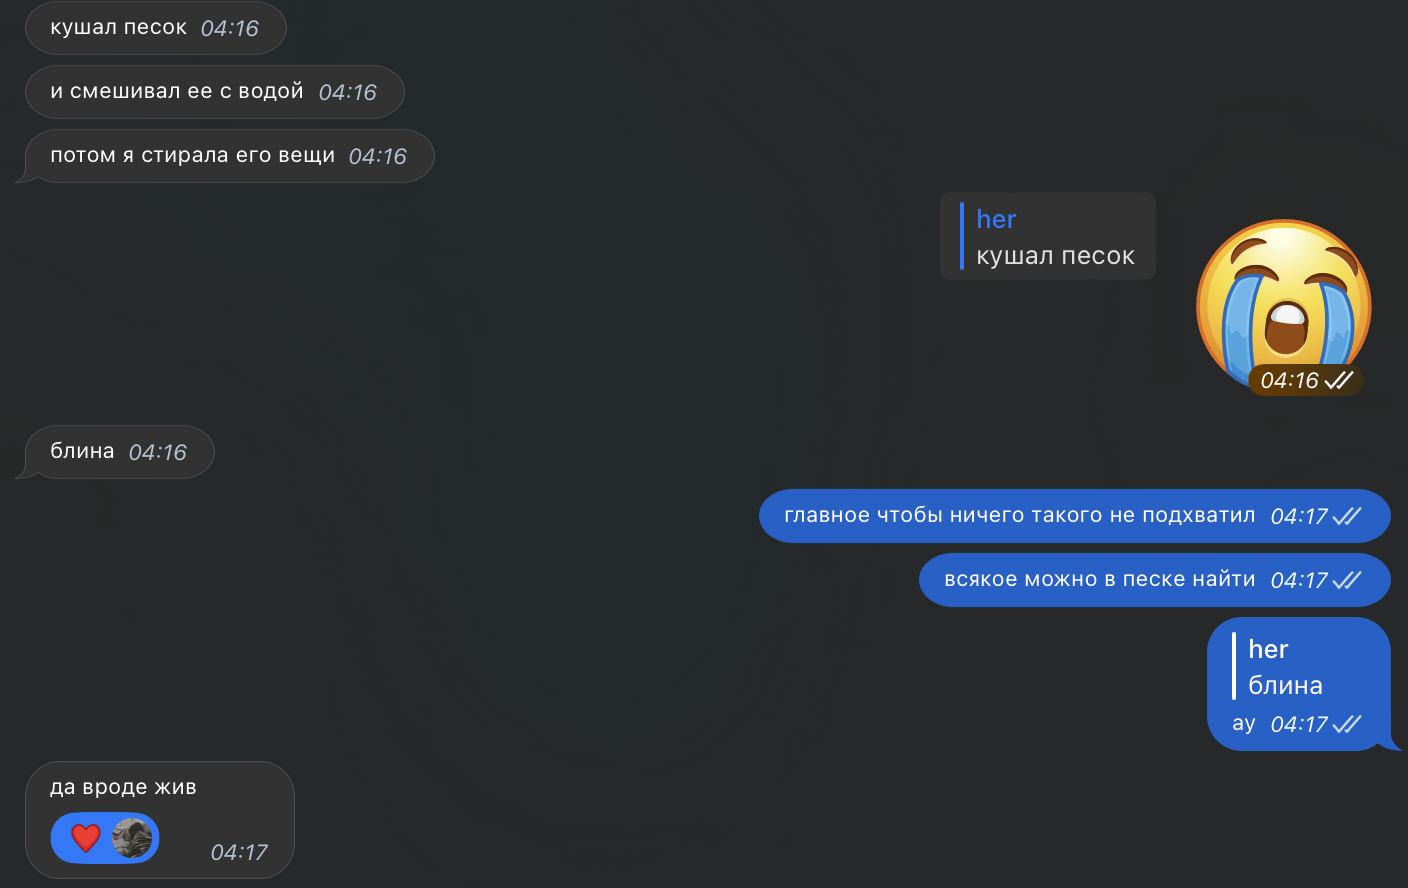 кушал песок 04:16
и смешивал ее с водой 04:16
потом я стирала его вещи 04:16
her
кушал песок
04:16
блина 04:16
главное чтобы ничего такого не подхватил 04:17
всякое можно в песке найти 04:17
her
блина
ау 04:17
да вроде жив
04:17